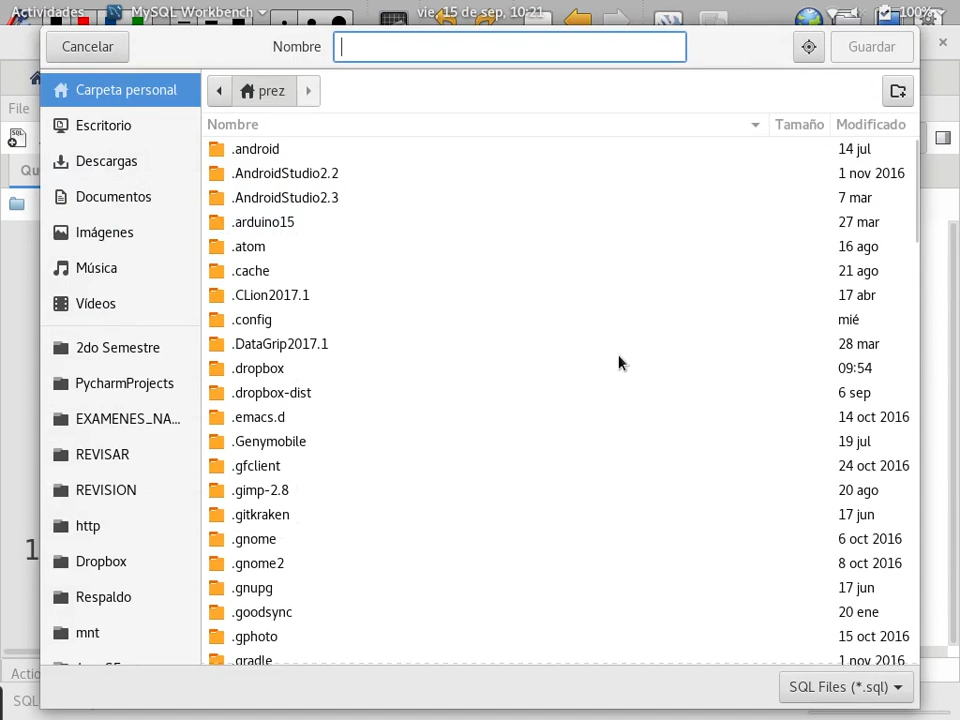 Actividades MySQL Workbench vie 15 de sep, 10:21 100%
Cancelar Nombre Guardar
Carpeta personal prez
File
Nombre Tamaño Modificado
Escritorio
Descargas
Documentos
Imágenes
Música
Vídeos
2do Semestre
PycharmProjects
EXAMENES_NA...
REVISAR
REVISION
http
Dropbox
Respaldo
mnt
.android 14 jul
.AndroidStudio2.2 1 nov 2016
.AndroidStudio2.3 7 mar
.arduino15 27 mar
.atom 16 ago
.cache 21 ago
.CLion2017.1 17 abr
.config mié
.DataGrip2017.1 28 mar
.dropbox 09:54
.dropbox-dist 6 sep
.emacs.d 14 oct 2016
.Genymobile 19 jul
.gfclient 24 oct 2016
.gimp-2.8 20 ago
.gitkraken 17 jun
.gnome 6 oct 2016
.gnome2 8 oct 2016
.gnupg 17 jun
.goodsync 20 ene
.gphoto 15 oct 2016
.gradle 1 nov 2016
Qu
1
Actio
SQL
SQL Files (*.sql)